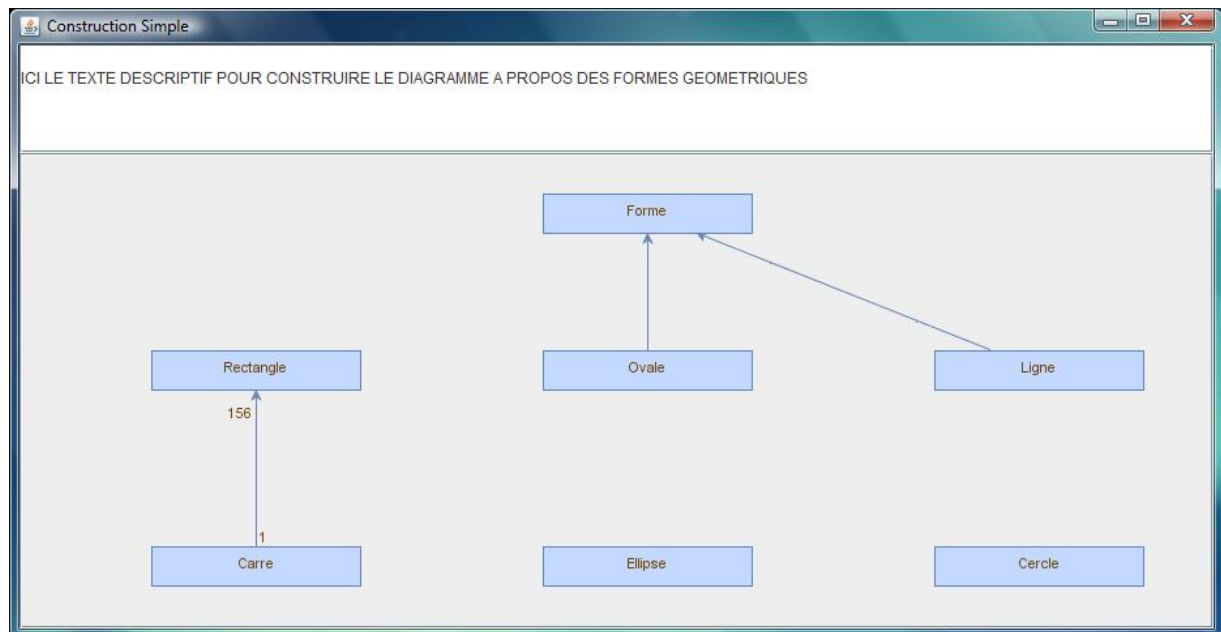 Construction Simple
ICI LE TEXTE DESCRIPTIF POUR CONSTRUIRE LE DIAGRAMME A PROPOS DES FORMES GEOMETRIQUES
Forme
Rectangle
Ovale
Ligne
156
1
Carre
Ellipse
Cercle